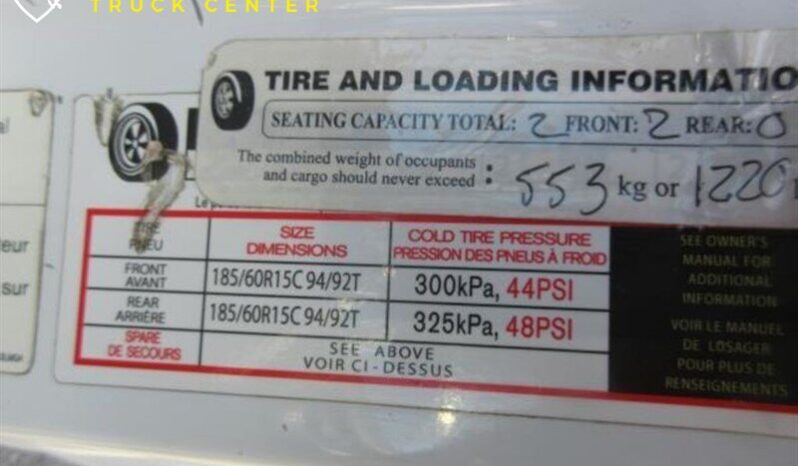 TRUCK CENTER
TIRE AND LOADING INFORMATIO
SEATING CAPACITY TOTAL: 2 FRONT: 2 REAR: 0
The combined weight of occupants
and cargo should never exceed : 553 kg or 1220
al
eur
sur
TIRE
PNEU
SIZE
DIMENSIONS
COLD TIRE PRESSURE
PRESSION DES PNEUS À FROID
FRONT
AVANT
185/60R15C 94/92T
300kPa, 44PSI
REAR
ARRIÈRE
185/60R15C 94/92T
325kPa, 48PSI
SPARE
DE SECOURS
SEE ABOVE
VOIR CI-DESSUS
SEE OWNER'S
MANUAL FOR
ADDITIONAL
INFORMATION
VOIR LE MANUEL
DE L'USAGER
POUR PLUS DE
RENSEIGNEMENTS